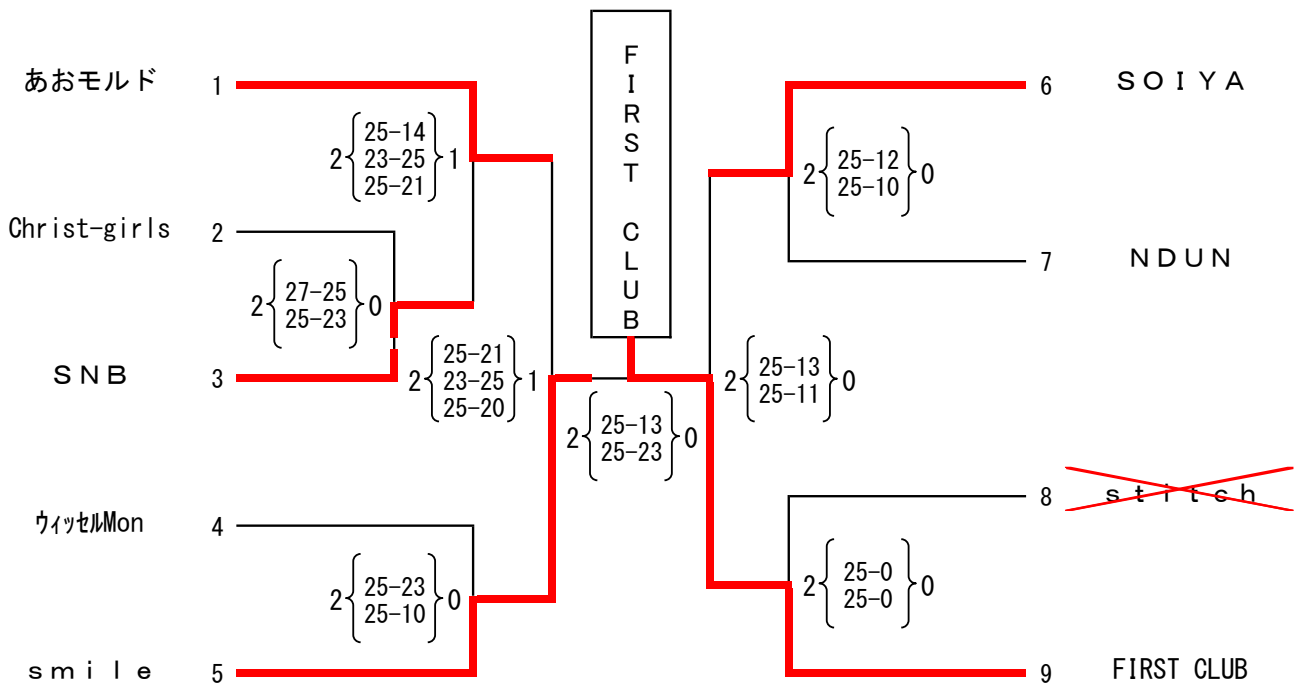 FIRST CLUB
あおモルド 1
2 25-14 1
23-25
25-21
Christ-girls 2
2 27-25 0
25-23
SNB 3
2 25-21 1
23-25
25-20
ウィッセルMon 4
2 25-23 0
25-10
smile 5
2 25-13 0
25-23
6 SOIYA
2 25-12 0
25-10
7 NDUN
2 25-13 0
25-11
8 stitch
2 25-0 0
25-0
9 FIRST CLUB